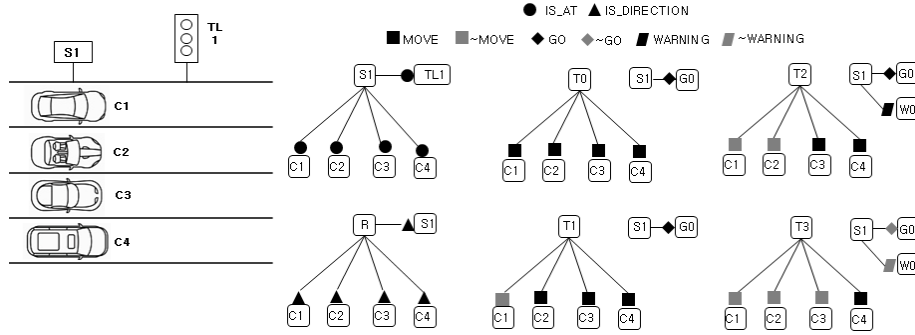 IS_AT IS_DIRECTION
MOVE ~MOVE GO ~GO WARNING ~WARNING
TL
1
S1
C1
C2
C3
C4
S1 TL1
C1 C2 C3 C4
T0 S1 G0
C1 C2 C3 C4
T2 S1 G0
W0
C1 C2 C3 C4
R S1
C1 C2 C3 C4
T1 S1 G0
C1 C2 C3 C4
T3 S1 G0
W0
C1 C2 C3 C4